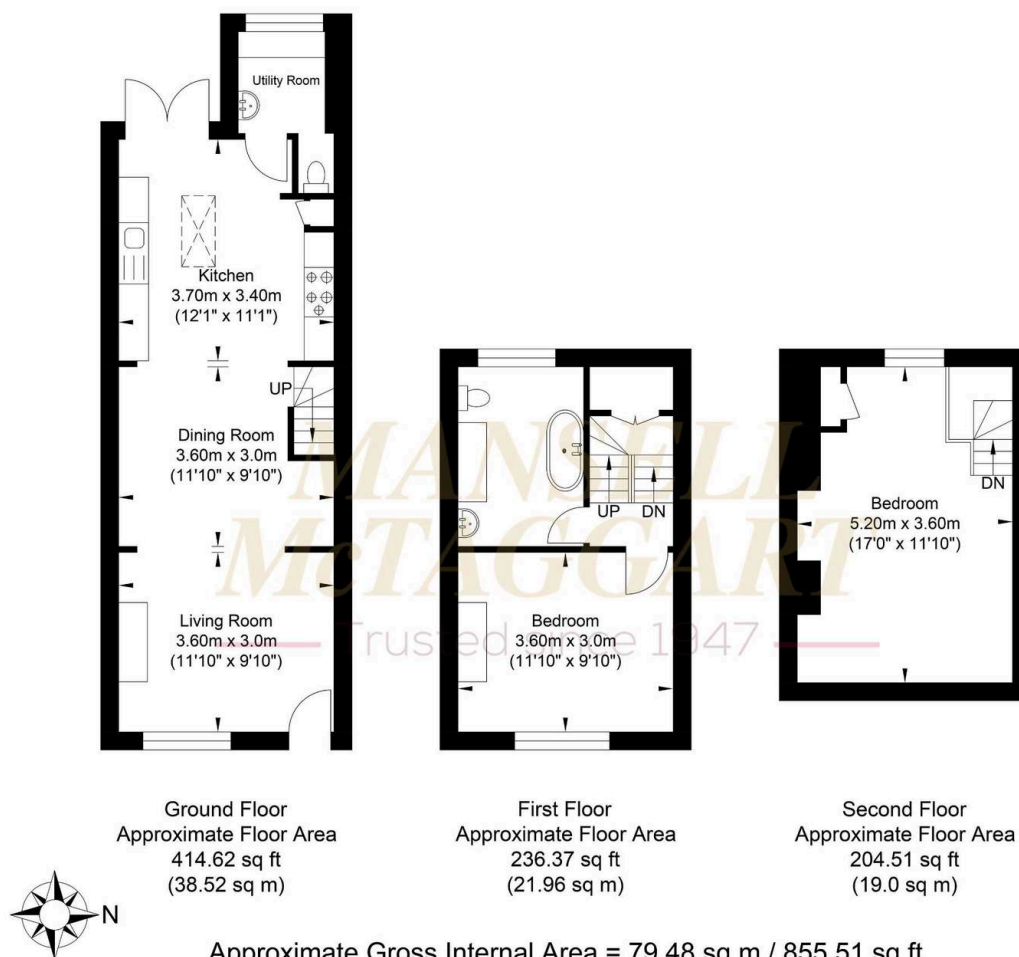 Utility Room
Kitchen
3.70m x 3.40m
(12'1" x 11'1")
UP
Dining Room
3.60m x 3.0m
(11'10" x 9'10")
Living Room
3.60m x 3.0m
(11'10" x 9'10")
UP
DN
Bedroom
3.60m x 3.0m
(11'10" x 9'10")
Bedroom
5.20m x 3.60m
(17'0" x 11'10")
DN
MANSELL
McTAGGART
Trusted since 1947
Ground Floor
Approximate Floor Area
414.62 sq ft
(38.52 sq m)
First Floor
Approximate Floor Area
236.37 sq ft
(21.96 sq m)
Second Floor
Approximate Floor Area
204.51 sq ft
(19.0 sq m)
N
Approximate Gross Internal Area = 79.48 sq m / 855.51 sq ft